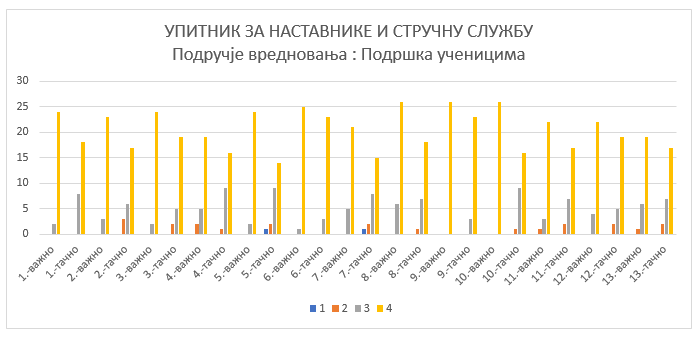 УПИТНИК ЗА НАСТАВНИКЕ И СТРУЧНУ СЛУЖБУ
Подручје вредновања : Подршка ученицима
30
25
20
15
10
5
0
1.-важно
1.-тачно
2.-важно
2.-тачно
3.-важно
3.-тачно
4.-важно
4.-тачно
5.-важно
5.-тачно
6.-важно
6.-тачно
7.-важно
7.-тачно
8.-важно
8.-тачно
9.-важно
9.-тачно
10.-важно
10.-тачно
11.-важно
11.-тачно
12.-важно
12.-тачно
13.-важно
13.-тачно
1 2 3 4